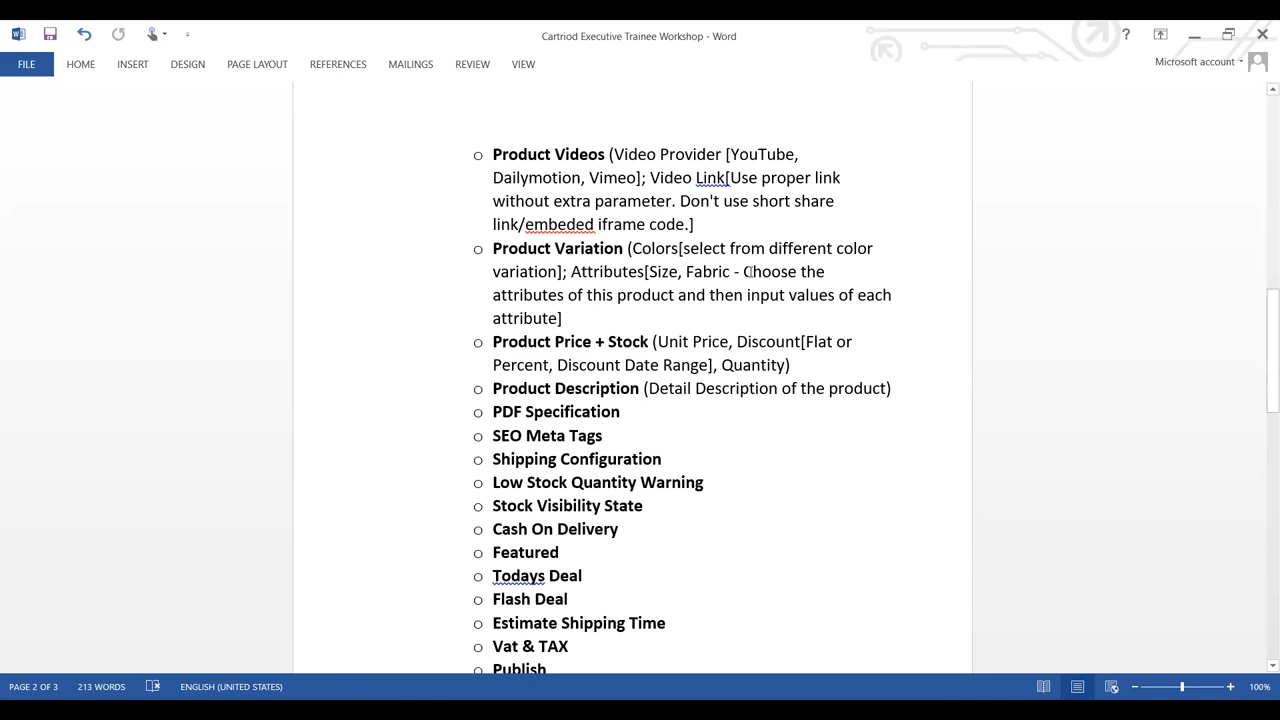 Cartriod Executive Trainee Workshop - Word
?
FILE HOME INSERT DESIGN PAGE LAYOUT REFERENCES MAILINGS REVIEW VIEW
Microsoft account
o Product Videos (Video Provider [YouTube,
Dailymotion, Vimeo]; Video Link[Use proper link
without extra parameter. Don't use short share
link/embeded iframe code.]
o Product Variation (Colors[select from different color
variation]; Attributes[Size, Fabric - Choose the
attributes of this product and then input values of each
attribute]
o Product Price + Stock (Unit Price, Discount[Flat or
Percent, Discount Date Range], Quantity)
o Product Description (Detail Description of the product)
o PDF Specification
o SEO Meta Tags
o Shipping Configuration
o Low Stock Quantity Warning
o Stock Visibility State
o Cash On Delivery
o Featured
o Todays Deal
o Flash Deal
o Estimate Shipping Time
o Vat & TAX
o Publish
PAGE 2 OF 3 213 WORDS ENGLISH (UNITED STATES) 100%